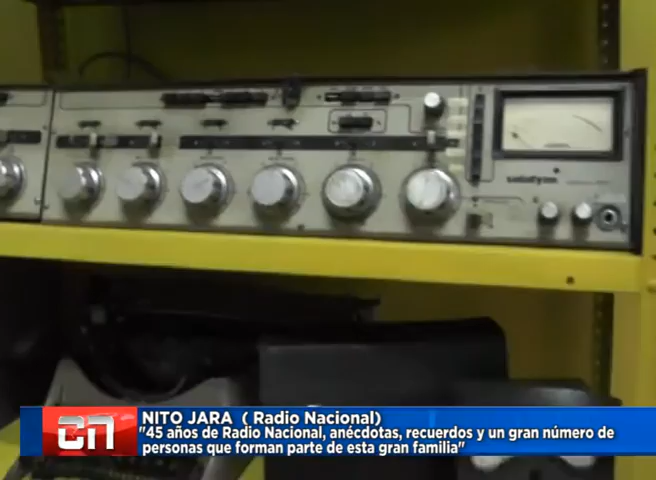 NITO JARA ( Radio Nacional)
"45 años de Radio Nacional, anécdotas, recuerdos y un gran número de
personas que forman parte de esta gran familia"